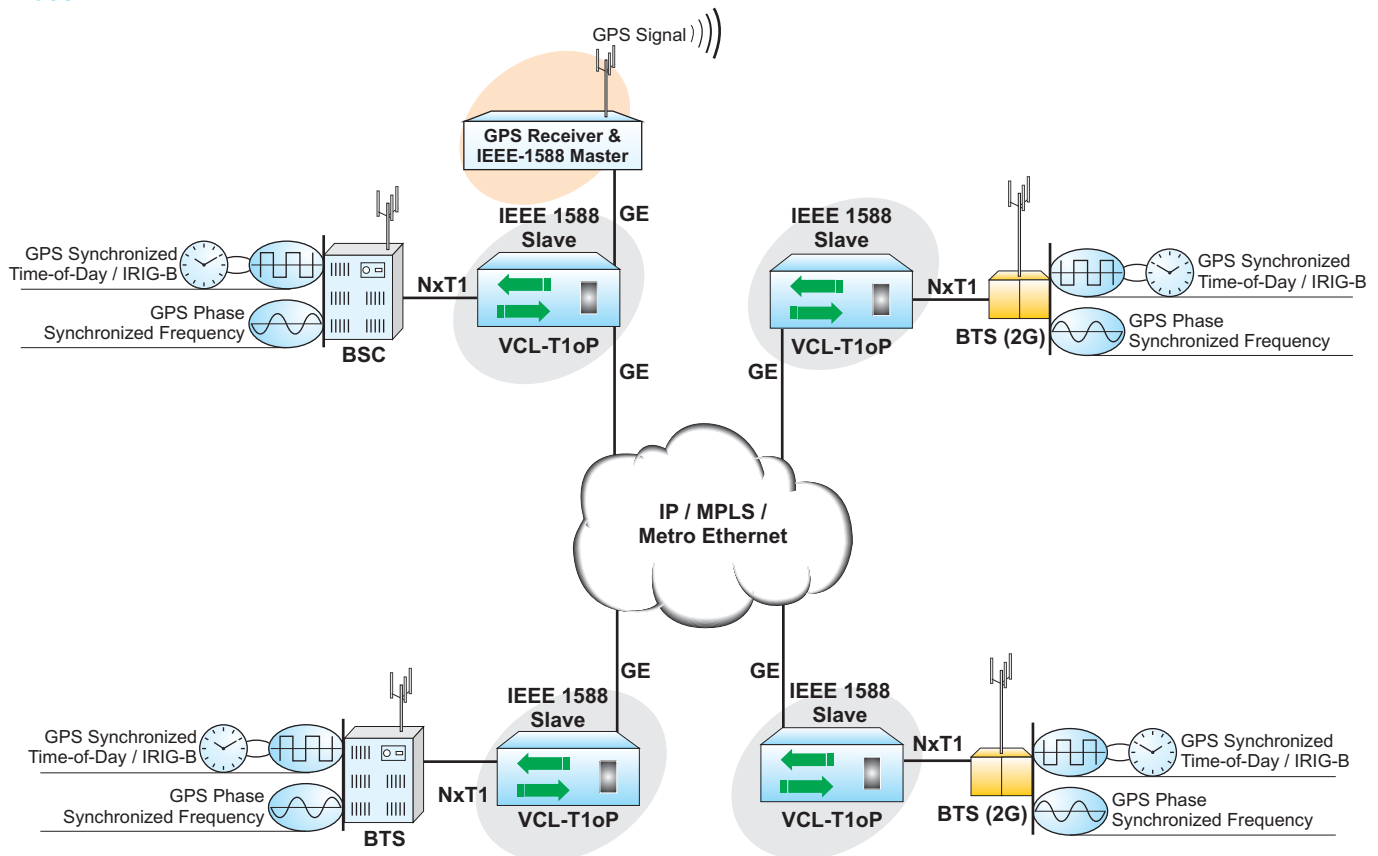 GPS Signal
GPS Receiver &
IEEE-1588 Master
GE
IEEE 1588
Slave
GPS Synchronized
Time-of-Day / IRIG-B
GPS Phase
Synchronized Frequency
BSC
NxT1
VCL-T1oP
GE
IEEE 1588
Slave
NxT1
VCL-T1oP
GE
BTS (2G)
GPS Synchronized
Time-of-Day / IRIG-B
GPS Phase
Synchronized Frequency
IP / MPLS /
Metro Ethernet
GE
IEEE 1588
Slave
GPS Synchronized
Time-of-Day / IRIG-B
GPS Phase
Synchronized Frequency
BTS
NxT1
VCL-T1oP
GE
IEEE 1588
Slave
NxT1
VCL-T1oP
BTS (2G)
GPS Synchronized
Time-of-Day / IRIG-B
GPS Phase
Synchronized Frequency